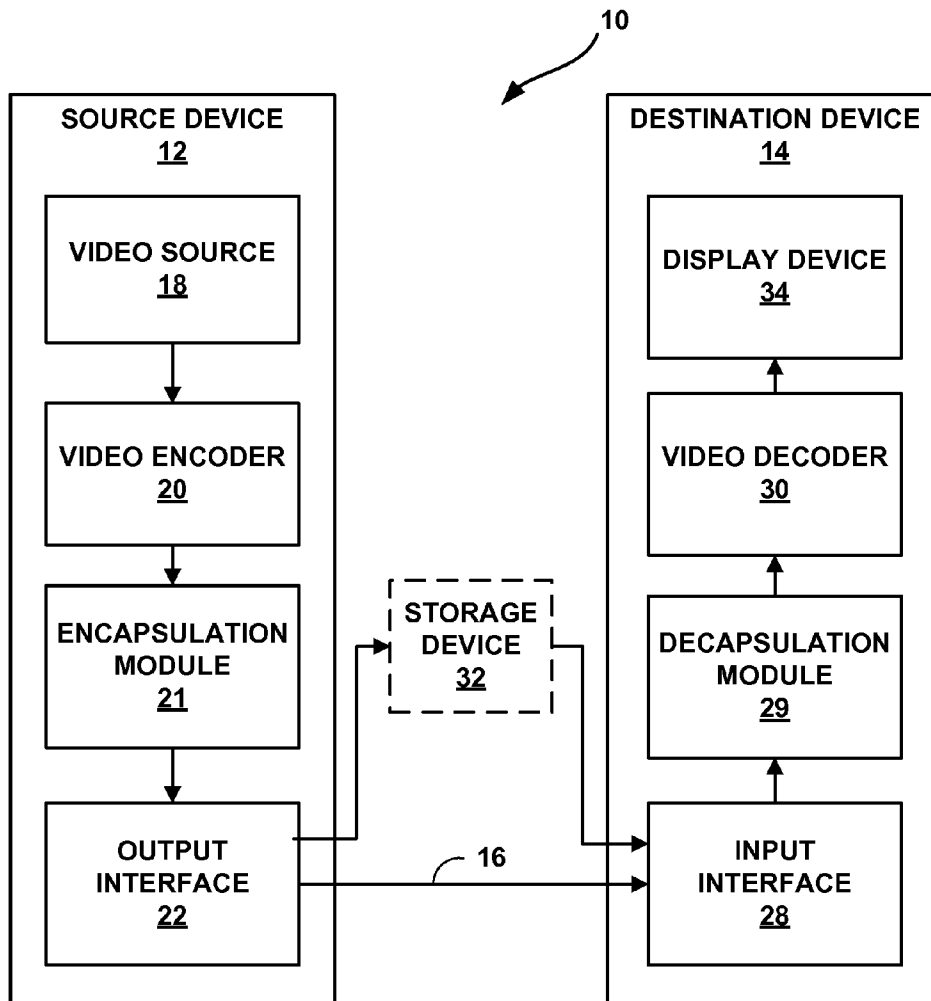 10
SOURCE DEVICE
12
VIDEO SOURCE
18
VIDEO ENCODER
20
ENCAPSULATION
MODULE
21
OUTPUT
INTERFACE
22
STORAGE
DEVICE
32
16
DESTINATION DEVICE
14
DISPLAY DEVICE
34
VIDEO DECODER
30
DECAPSULATION
MODULE
29
INPUT
INTERFACE
28